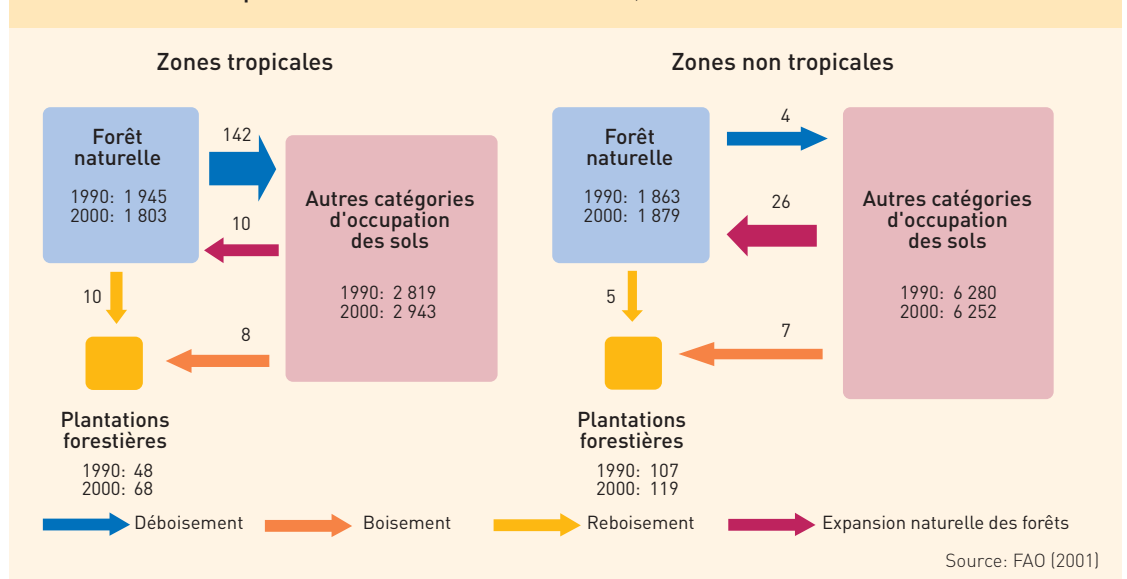 Zones tropicales
Forêt
naturelle
1990: 1 945
2000: 1 803
142
10
10
8
Autres catégories
d'occupation
des sols
1990: 2 819
2000: 2 943
Plantations
forestières
1990: 48
2000: 68
Zones non tropicales
Forêt
naturelle
1990: 1 863
2000: 1 879
4
26
5
7
Autres catégories
d'occupation
des sols
1990: 6 280
2000: 6 252
Plantations
forestières
1990: 107
2000: 119
Déboisement
Boisement
Reboisement
Expansion naturelle des forêts
Source: FAO (2001)